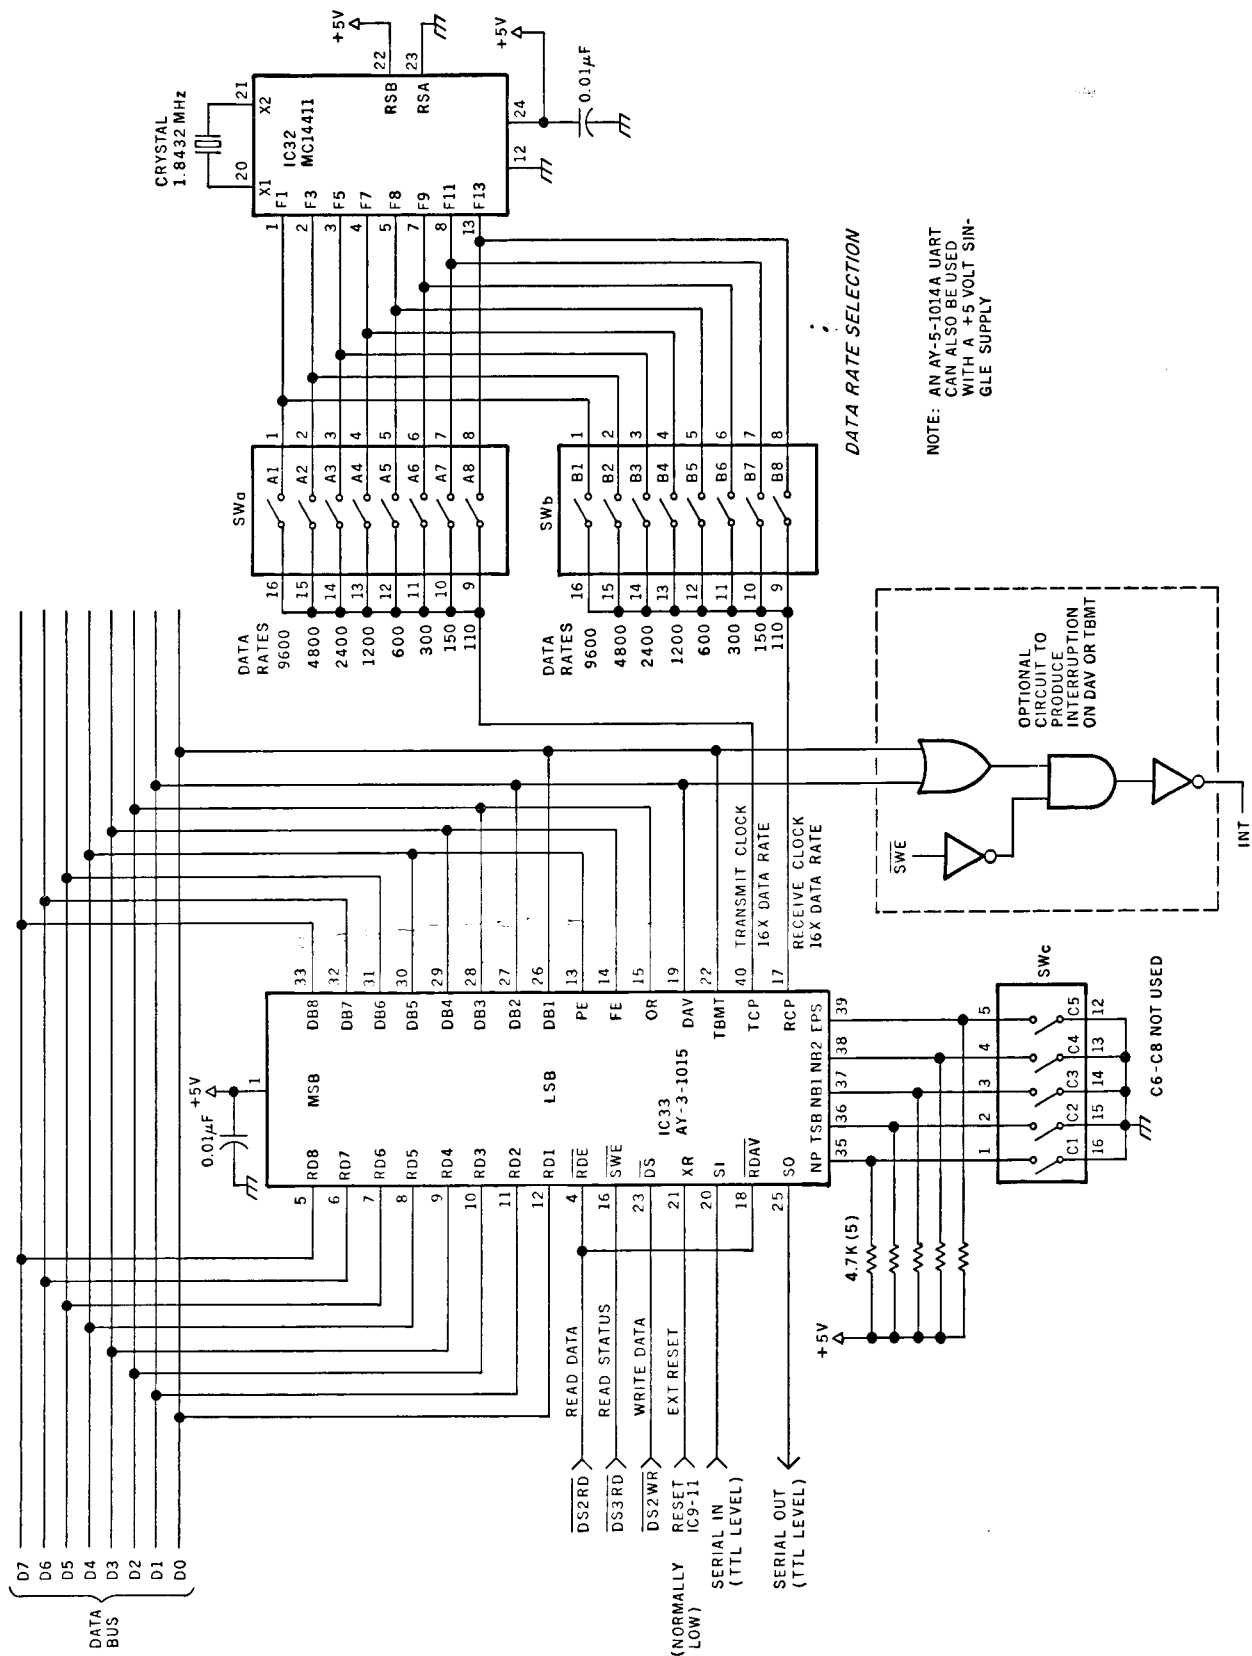 D7
D6
D5
D4
D3
D2
D1
D0
DATA
BUS
0.01µF
+5V
1
5 RD8
6 RD7
7 RD6
8 RD5
9 RD4
10 RD3
11 RD2
12 RD1
4 RDE
16 SWE
23 DS
21 XR
20 SI
18 RDAV
25 SO
MSB
LSB
IC33
AY-3-1015
DB8 33
DB7 32
DB6 31
DB5 30
DB4 29
DB3 28
DB2 27
DB1 26
PE 13
FE 14
OR 15
DAV 19
TBMT 22
TCP 40
RCP 17
NP TSB NB1 NB2 EPS
35 36 37 38 39
DS2RD
READ DATA
DS3RD
READ STATUS
DS2WR
WRITE DATA
(NORMALLY
LOW)
RESET
IC9-11
EXT RESET
SERIAL IN
(TTL LEVEL)
SERIAL OUT
(TTL LEVEL)
+5V
4.7K (5)
1 2 3 4 5
C1 C2 C3 C4 C5
16 15 14 13 12
SWc
C6-C8 NOT USED
TRANSMIT CLOCK
16X DATA RATE
RECEIVE CLOCK
16X DATA RATE
SWE
OPTIONAL
CIRCUIT TO
PRODUCE
INTERRUPTION
ON DAV OR TBMT
INT
DATA
RATES
9600
4800
2400
1200
600
300
150
110
SWa
16 A1 1
15 A2 2
14 A3 3
13 A4 4
12 A5 5
11 A6 6
10 A7 7
9 A8 8
DATA
RATES
9600
4800
2400
1200
600
300
150
110
SWb
16 B1 1
15 B2 2
14 B3 3
13 B4 4
12 B5 5
11 B6 6
10 B7 7
9 B8 8
CRYSTAL
1.8432 MHz
20 21
X1 X2
IC32
MC14411
1 F1
2 F3
3 F5
4 F7
5 F8
7 F9
8 F11
13 F13
RSB 22
RSA 23
+5V
12 24
+5V
0.01µF
DATA RATE SELECTION
NOTE: AN AY-5-1014A UART
CAN ALSO BE USED
WITH A +5 VOLT SIN-
GLE SUPPLY